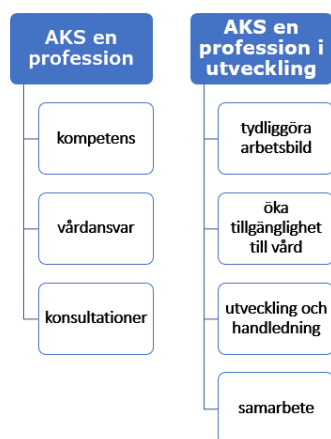 AKS en
profession
kompetens
vårdansvar
konsultationer
AKS en
profession i
utveckling
tydliggöra
arbetsbild
öka
tillgänglighet
till vård
utveckling och
handledning
samarbete